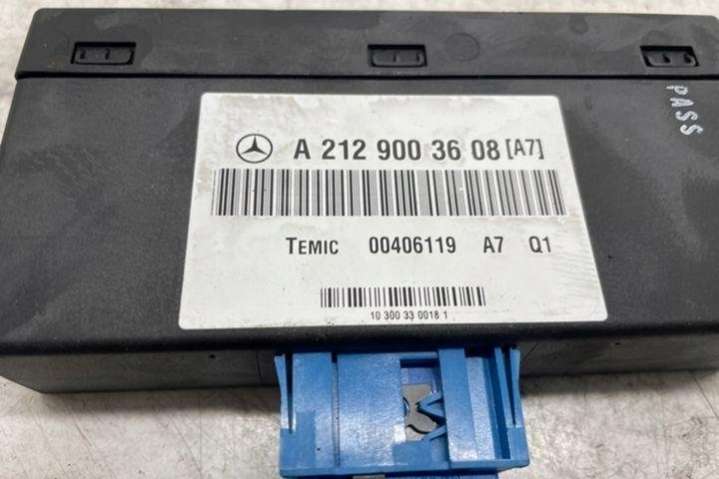 A 212 900 36 08 [A7]
PASS
TEMIC 00406119 A7 Q1
10 300 33 0018 1